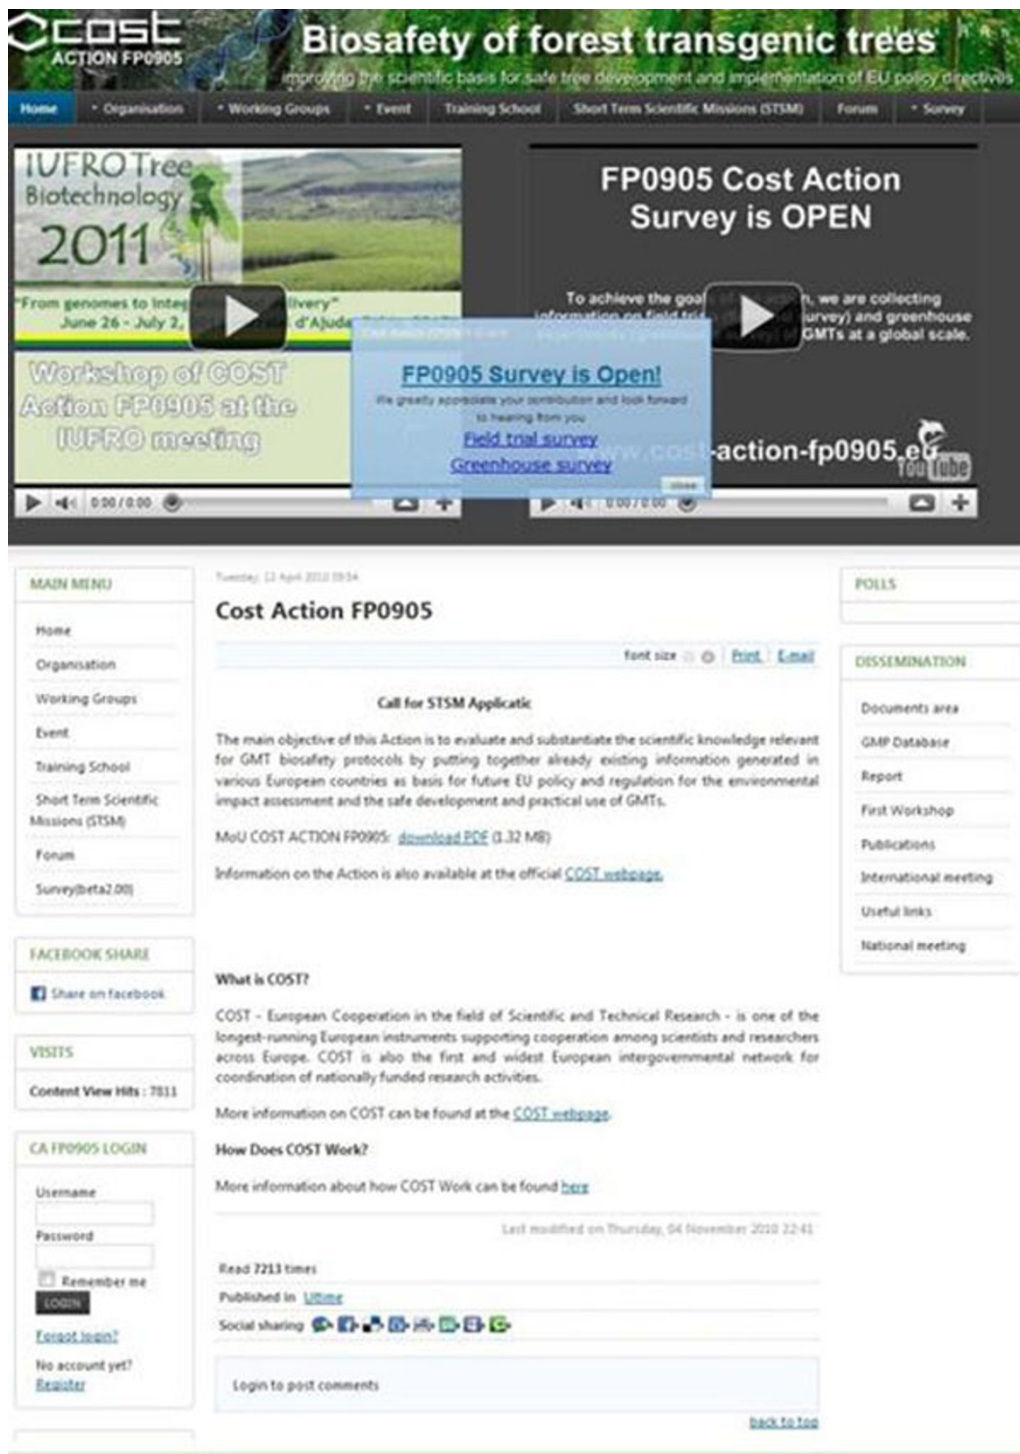 cost
ACTION FP0905
Biosafety of forest transgenic trees
improving the scientific basis for safe tree development and implementation of EU policy directives
Home Organisation Working Groups Event Training School Short Term Scientific Missions (STSM) Forum Survey
IUFRO Tree
Biotechnology
2011
"From genomes to Integ livery"
June 26 - July 2, d'Ajuda
Workshop of COST
Action FP0905 at the
IUFRO meeting
0:00 / 0:00
FP0905 Cost Action
Survey is OPEN
To achieve the goa n, we are collecting
information on field tri urvey) and greenhouse
GMTs at a global scale.
www.cost-action-fp0905.eu
YouTube
0:00 / 0:00
FP0905 Survey is Open!
We greatly appreciate your contribution and look forward
to hearing from you
Field trial survey
Greenhouse survey
close
MAIN MENU
Home
Organisation
Working Groups
Event
Training School
Short Term Scientific
Missions (STSM)
Forum
Survey(beta2.00)
FACEBOOK SHARE
Share on facebook
VISITS
Content View Hits : 7811
CA FP0905 LOGIN
Username
Password
Remember me
LOGIN
Forgot login?
No account yet?
Register
Tuesday, April 2010
Cost Action FP0905
font size Print E-mail
Call for STSM Applicatic
The main objective of this Action is to evaluate and substantiate the scientific knowledge relevant
for GMT biosafety protocols by putting together already existing information generated in
various European countries as basis for future EU policy and regulation for the environmental
impact assessment and the safe development and practical use of GMTs.
MoU COST ACTION FP0905: download PDF (1.32 MB)
Information on the Action is also available at the official COST webpage.
What is COST?
COST - European Cooperation in the field of Scientific and Technical Research - is one of the
longest-running European instruments supporting cooperation among scientists and researchers
across Europe. COST is also the first and widest European intergovernmental network for
coordination of nationally funded research activities.
More information on COST can be found at the COST webpage.
How Does COST Work?
More information about how COST Work can be found here
Last modified on Thursday, 04 November 2010 22:41
Read 7213 times
Published in Ultime
Social sharing
Login to post comments
back to top
POLLS
DISSEMINATION
Documents area
GMP Database
Report
First Workshop
Publications
International meeting
Useful links
National meeting